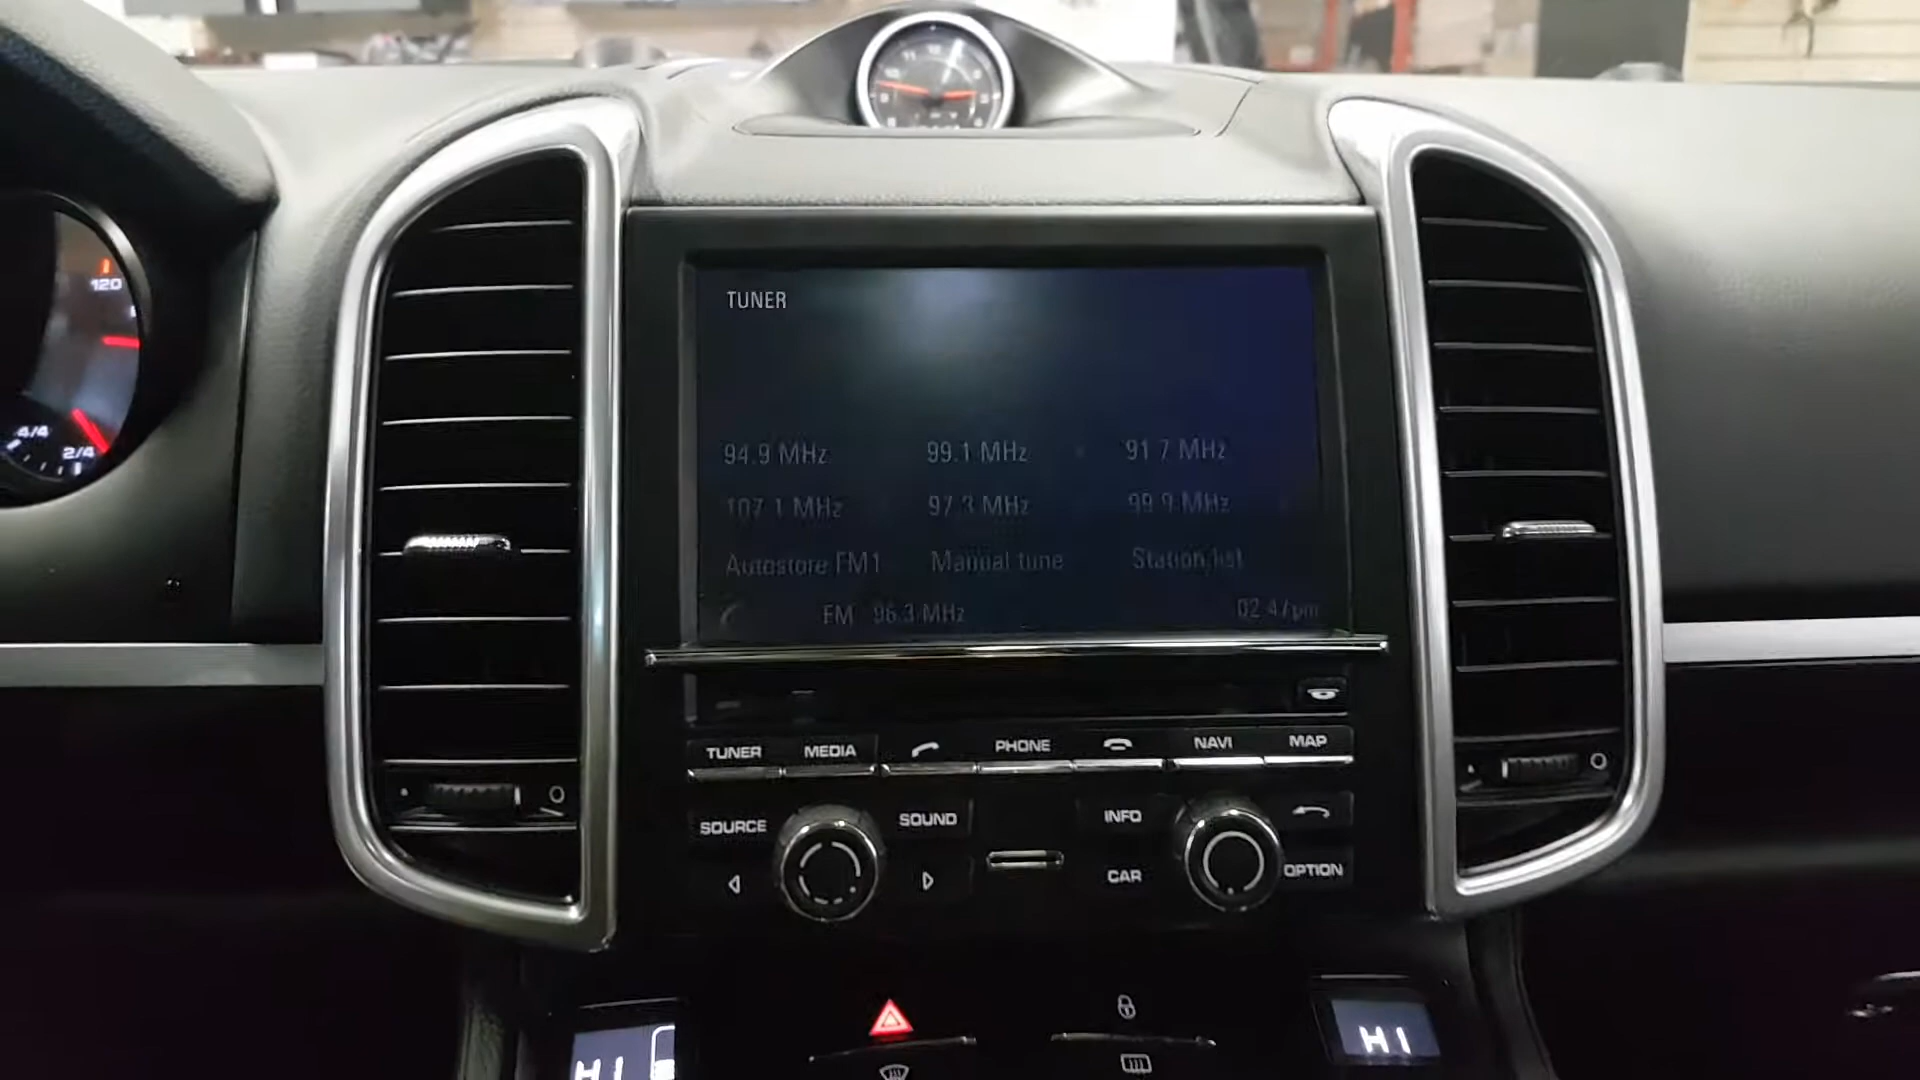 120
4/4
2/4
TUNER
94.9 MHz 99.1 MHz 91.7 MHz
107.1 MHz 97.3 MHz 99.9 MHz
Autostore FM1 Manual tune Station list
FM 96.3 MHz 02:47pm
TUNER MEDIA PHONE NAVI MAP
SOURCE SOUND INFO
CAR OPTION
HI HI